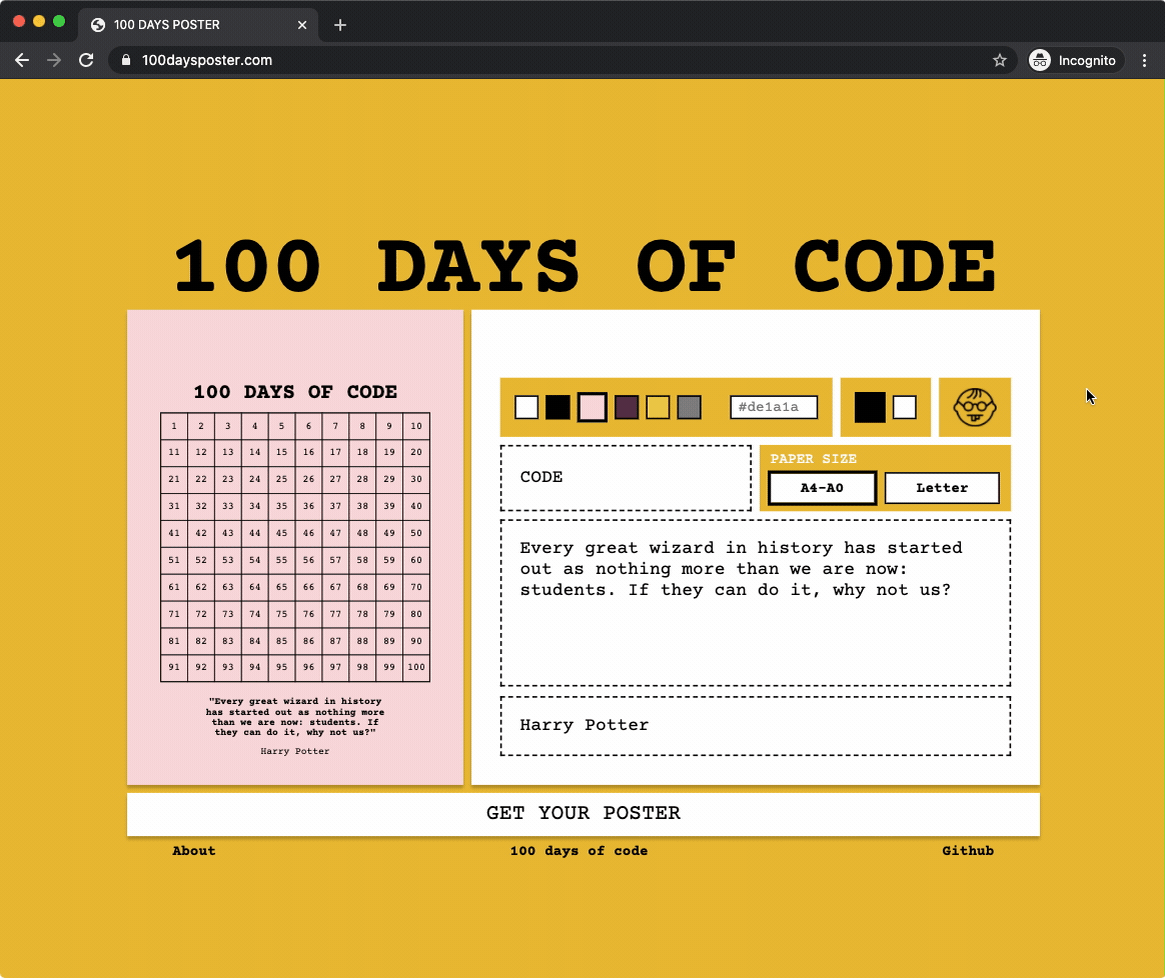 100 DAYS POSTER
100daysposter.com
Incognito
100 DAYS OF CODE
100 DAYS OF CODE
1 2 3 4 5 6 7 8 9 10
11 12 13 14 15 16 17 18 19 20
21 22 23 24 25 26 27 28 29 30
31 32 33 34 35 36 37 38 39 40
41 42 43 44 45 46 47 48 49 50
51 52 53 54 55 56 57 58 59 60
61 62 63 64 65 66 67 68 69 70
71 72 73 74 75 76 77 78 79 80
81 82 83 84 85 86 87 88 89 90
91 92 93 94 95 96 97 98 99 100
"Every great wizard in history
has started out as nothing more
than we are now: students. If
they can do it, why not us?"
Harry Potter
#de1a1a
CODE
PAPER SIZE
A4-A0 Letter
Every great wizard in history has started
out as nothing more than we are now:
students. If they can do it, why not us?
Harry Potter
GET YOUR POSTER
About 100 days of code Github